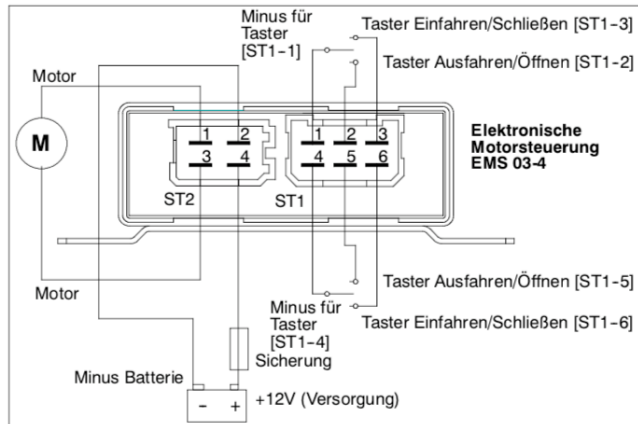 Minus für
Taster
[ST1-1]
Taster Einfahren/Schließen [ST1-3]
Taster Ausfahren/Öffnen [ST1-2]
Motor
M
1 2
3 4
ST2
1 2 3
4 5 6
ST1
Elektronische
Motorsteuerung
EMS 03-4
Motor
Taster Ausfahren/Öffnen [ST1-5]
Minus für
Taster
[ST1-4]
Taster Einfahren/Schließen [ST1-6]
Sicherung
Minus Batterie
- +
+12V (Versorgung)